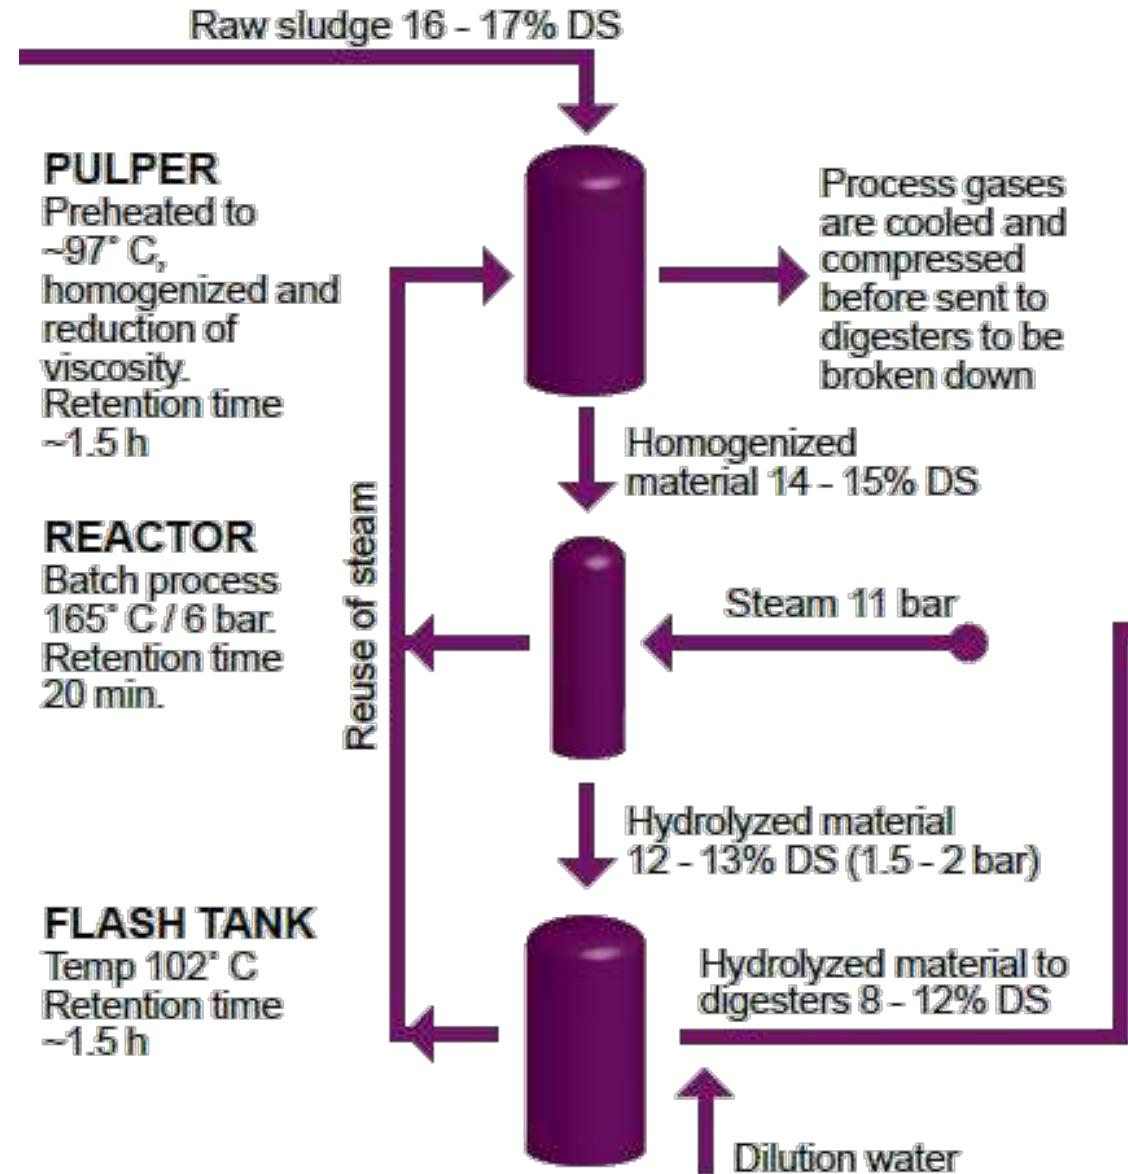 Raw sludge 16 - 17% DS
PULPER
Preheated to
~97° C,
homogenized and
reduction of
viscosity.
Retention time
~1.5 h
Process gases
are cooled and
compressed
before sent to
digesters to be
broken down
Homogenized
material 14 - 15% DS
Reuse of steam
REACTOR
Batch process
165° C / 6 bar.
Retention time
20 min.
Steam 11 bar
Hydrolyzed material
12 - 13% DS (1.5 - 2 bar)
FLASH TANK
Temp 102° C
Retention time
~1.5 h
Hydrolyzed material to
digesters 8 - 12% DS
Dilution water